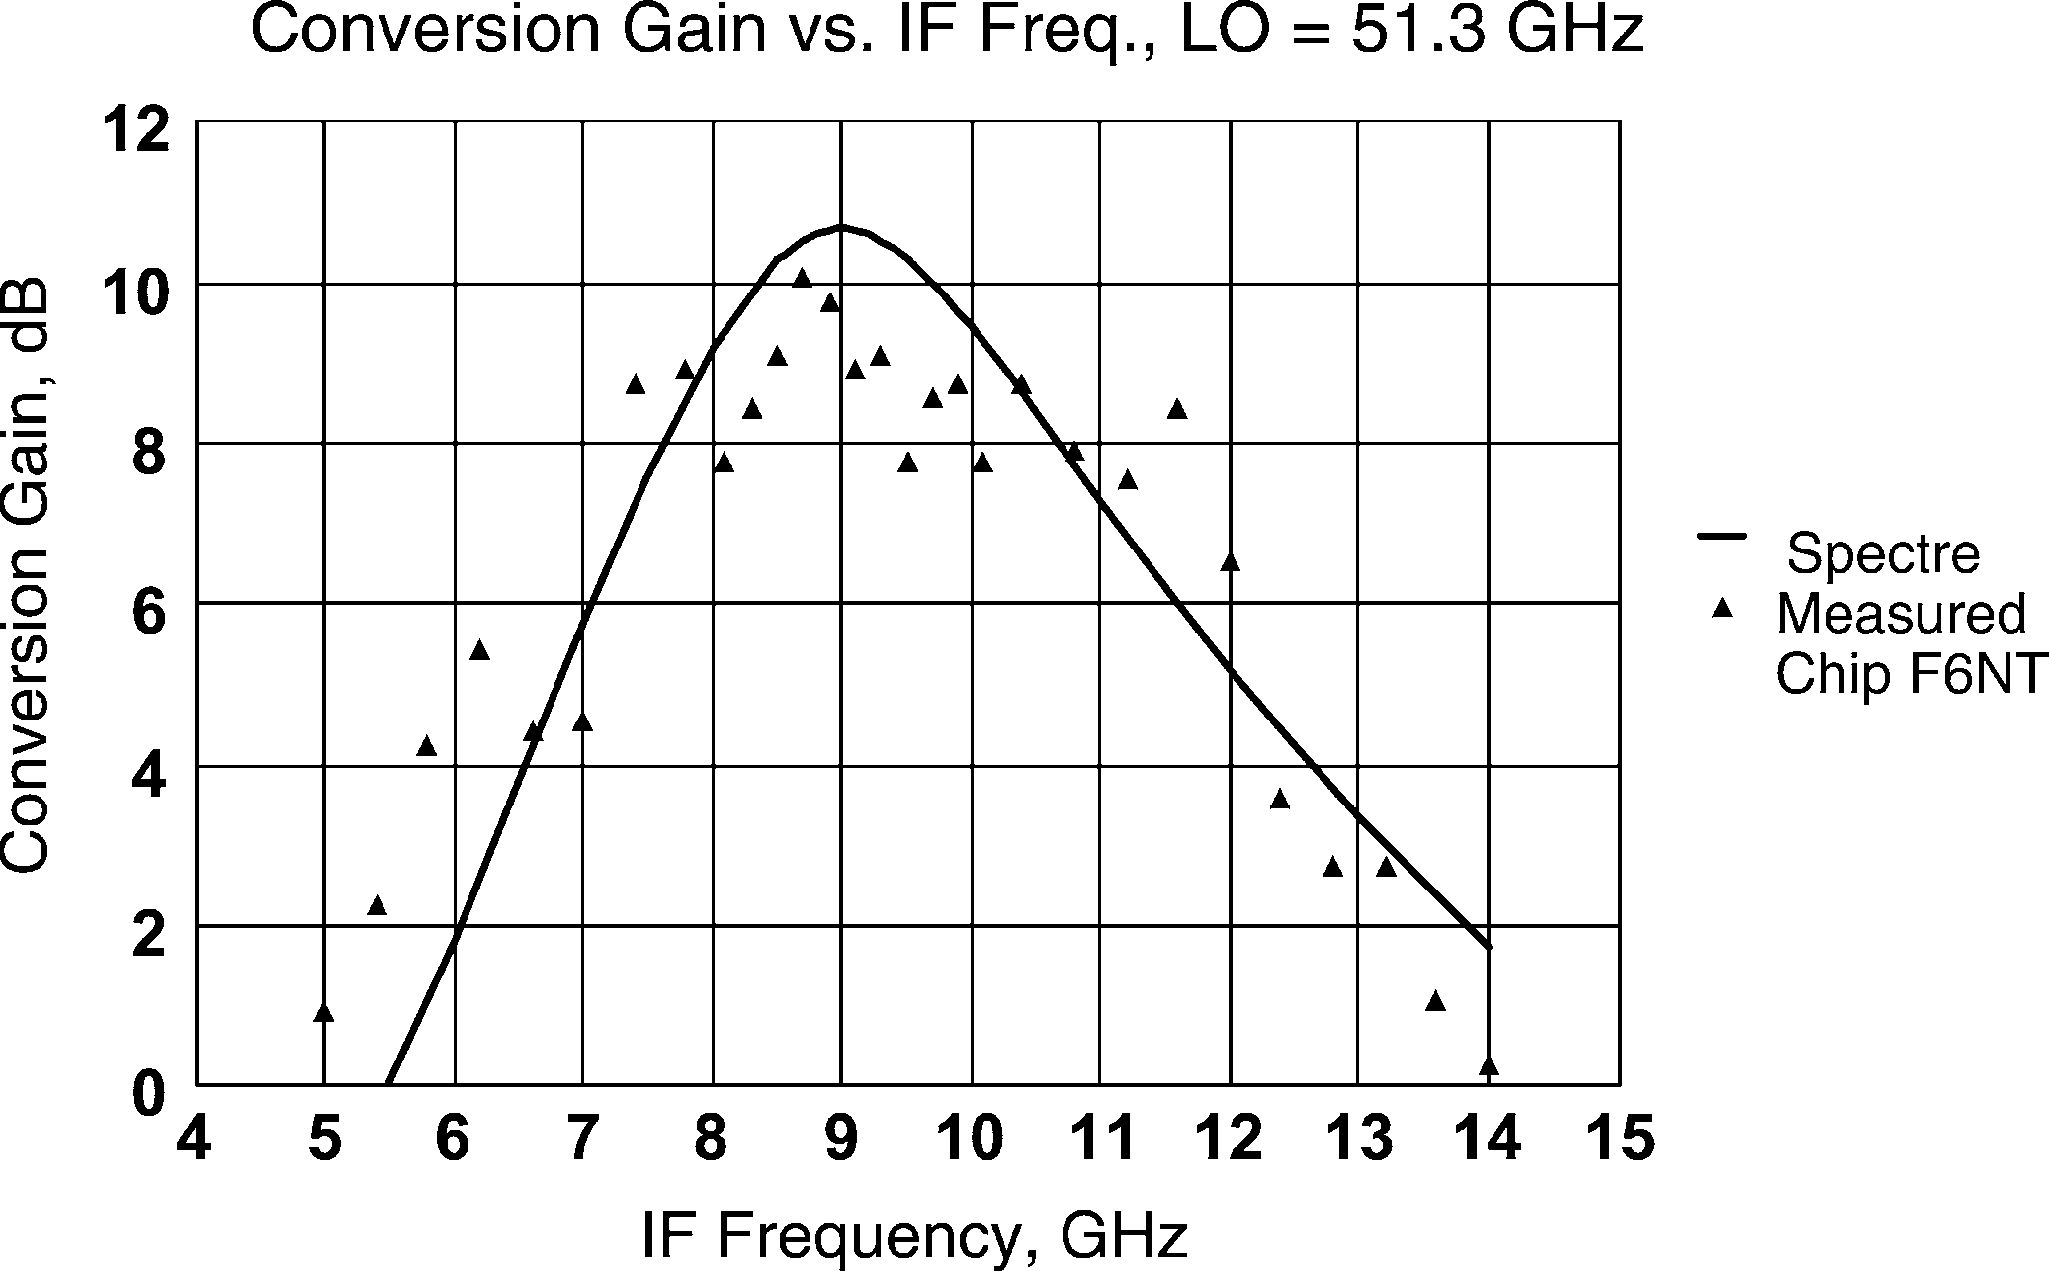 Conversion Gain vs. IF Freq., LO = 51.3 GHz
12
10
8
6
4
2
0
Conversion Gain, dB
4 5 6 7 8 9 10 11 12 13 14 15
IF Frequency, GHz
Spectre
Measured
Chip F6NT